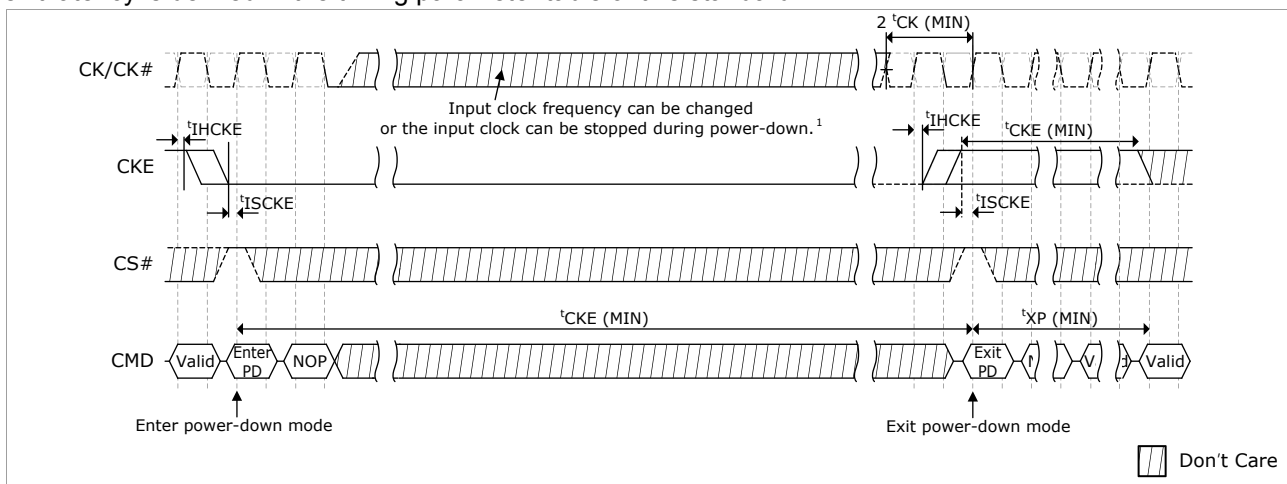 2 tCK (MIN)
CK/CK#
Input clock frequency can be changed
or the input clock can be stopped during power-down.1
tIHCKE
tIHCKE
tCKE (MIN)
CKE
tISCKE
tISCKE
CS#
tCKE (MIN)
tXP (MIN)
CMD
Valid
Enter
PD
NOP
Exit
PD
V
Valid
Enter power-down mode
Exit power-down mode
Don't Care